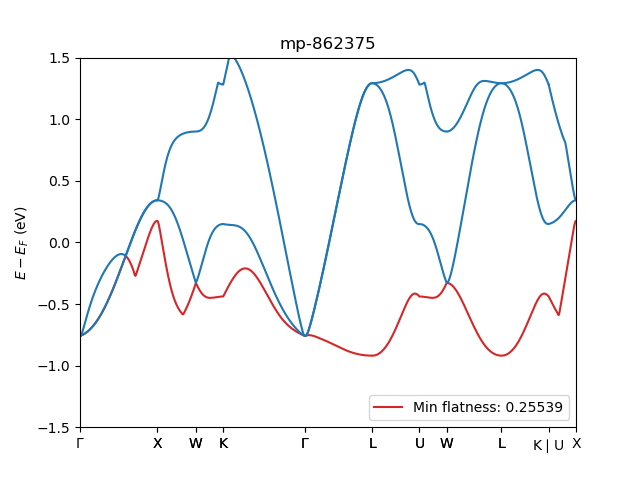 mp-862375
E − E_F (eV)
1.5
1.0
0.5
0.0
−0.5
−1.0
−1.5
Min flatness: 0.25539
Γ X W K Γ L U W L K | U X